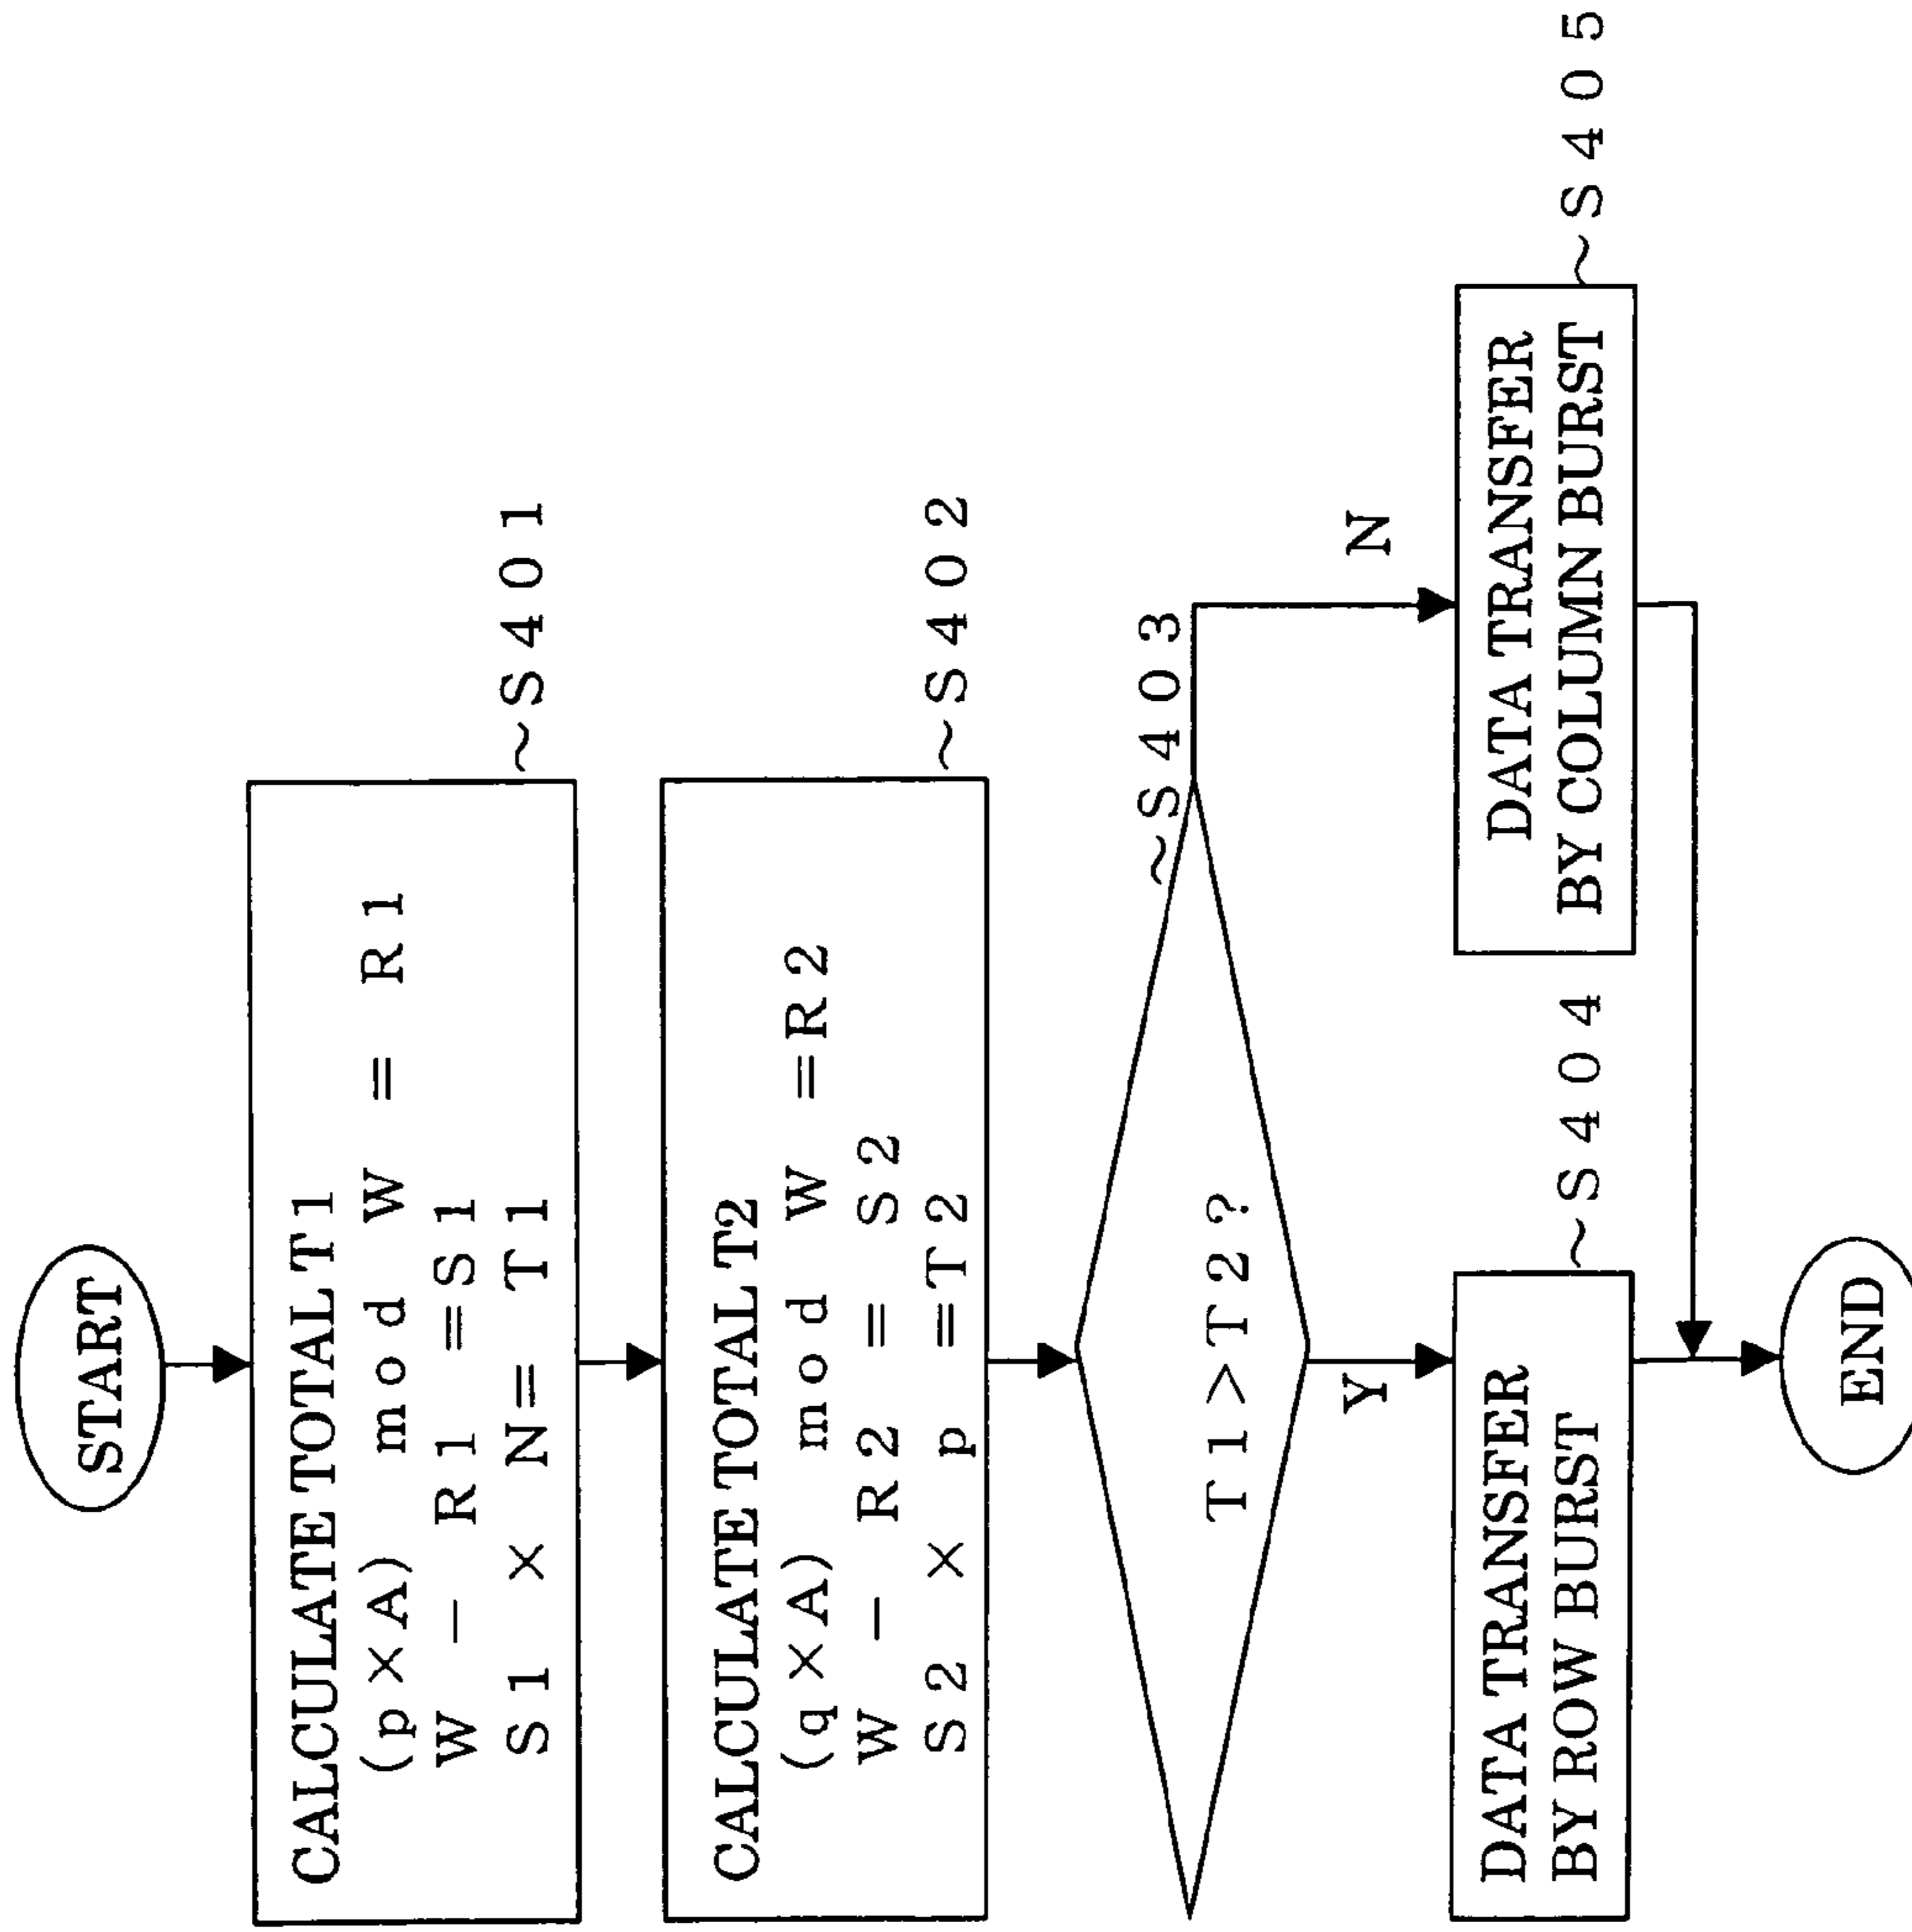 START
CALCULATE TOTAL T1
(p×A) mod W = R1
W - R1 =S1
S1 × N= T1
~S401
CALCULATE TOTAL T2
(q×A) mod W =R2
W - R2 = S2
S2 × p =T2
~S402
~S403
T1>T2?
Y
N
DATA TRANSFER
BY ROW BURST
~S404
DATA TRANSFER
BY COLUMN BURST
~S405
END